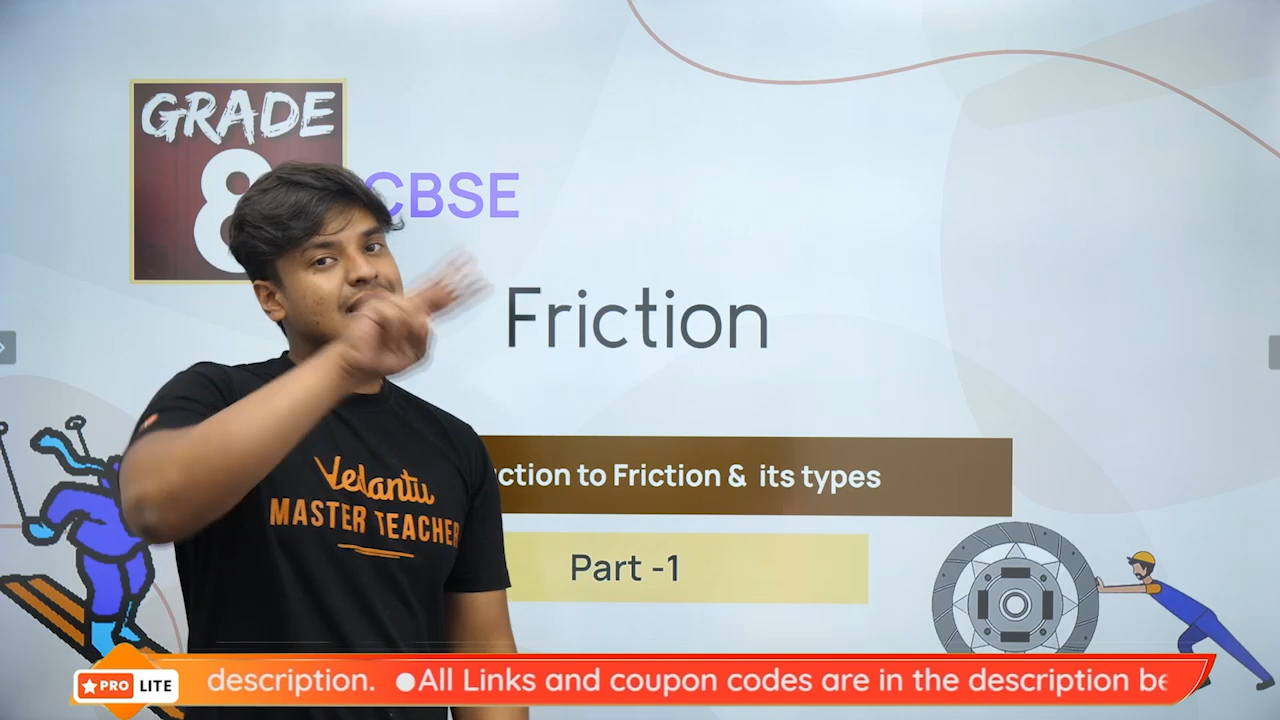 GRADE
8
CBSE
Friction
ction to Friction & its types
Part -1
Vedantu
MASTER TEACHER
PRO LITE
description. ●All Links and coupon codes are in the description be